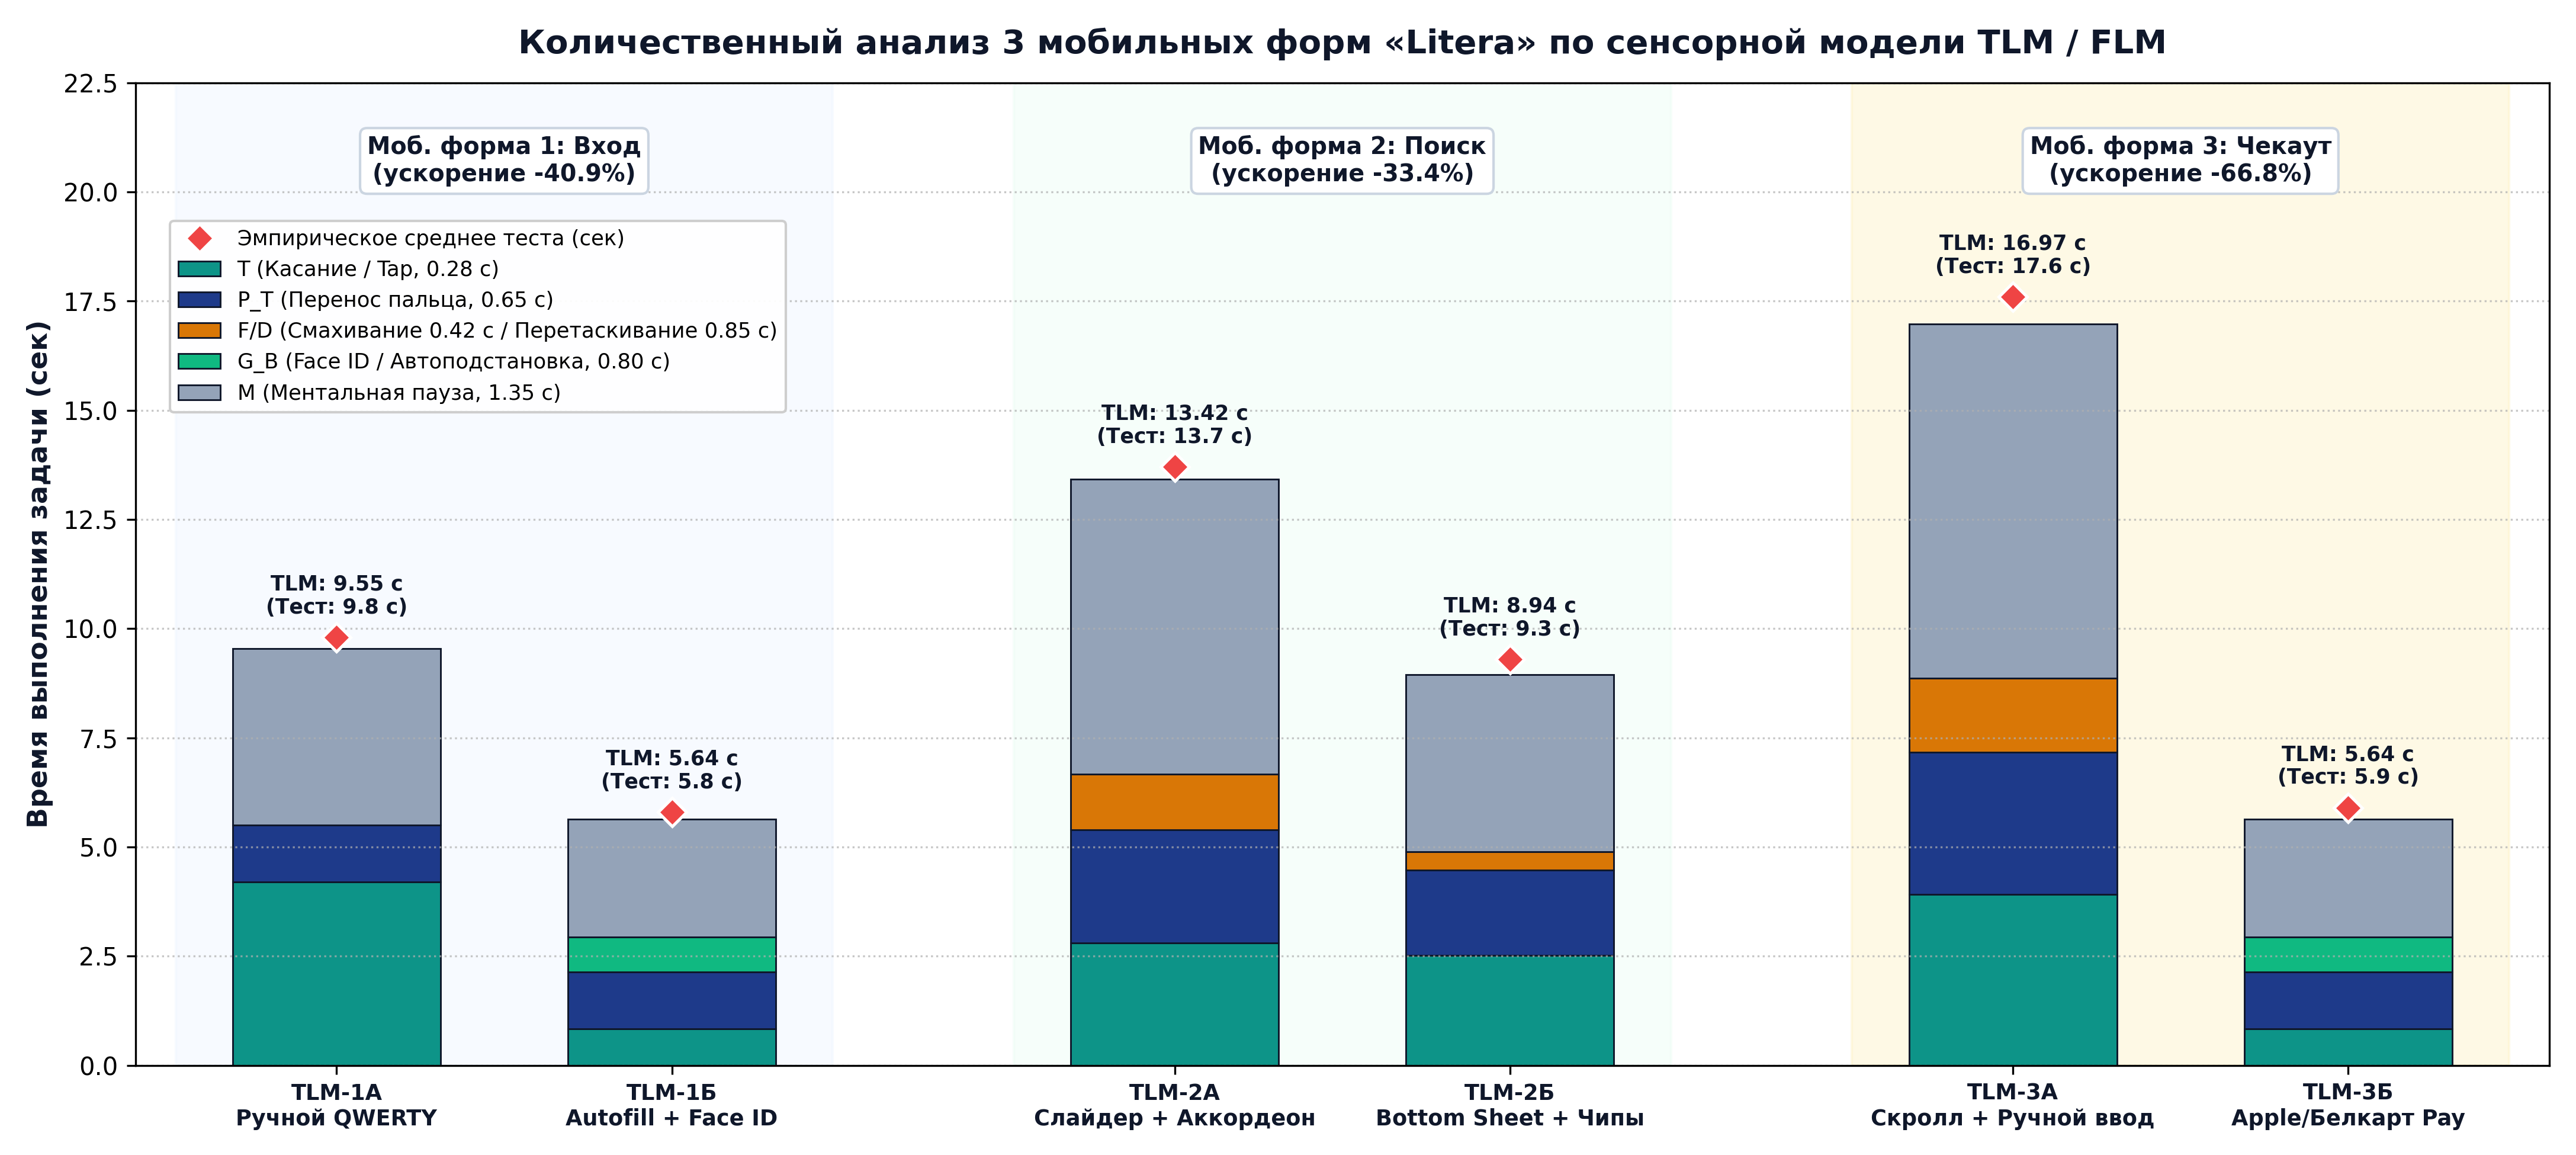 Количественный анализ 3 мобильных форм «Litera» по сенсорной модели TLM / FLM
Время выполнения задачи (сек)
22.5
20.0
17.5
15.0
12.5
10.0
7.5
5.0
2.5
0.0
Моб. форма 1: Вход
(ускорение -40.9%)
Моб. форма 2: Поиск
(ускорение -33.4%)
Моб. форма 3: Чекаут
(ускорение -66.8%)
Эмпирическое среднее теста (сек)
T (Касание / Tap, 0.28 с)
P_T (Перенос пальца, 0.65 с)
F/D (Смахивание 0.42 с / Перетаскивание 0.85 с)
G_B (Face ID / Автоподстановка, 0.80 с)
M (Ментальная пауза, 1.35 с)
TLM: 9.55 с
(Тест: 9.8 с)
TLM: 5.64 с
(Тест: 5.8 с)
TLM: 13.42 с
(Тест: 13.7 с)
TLM: 8.94 с
(Тест: 9.3 с)
TLM: 16.97 с
(Тест: 17.6 с)
TLM: 5.64 с
(Тест: 5.9 с)
TLM-1А
Ручной QWERTY
TLM-1Б
Autofill + Face ID
TLM-2А
Слайдер + Аккордеон
TLM-2Б
Bottom Sheet + Чипы
TLM-3А
Скролл + Ручной ввод
TLM-3Б
Apple/Белкарт Pay